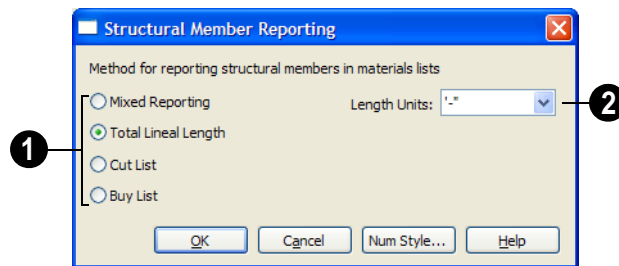 Structural Member Reporting
Method for reporting structural members in materials lists
Mixed Reporting
Length Units: '-"
2
Total Lineal Length
1
Cut List
Buy List
OK Cancel Num Style... Help